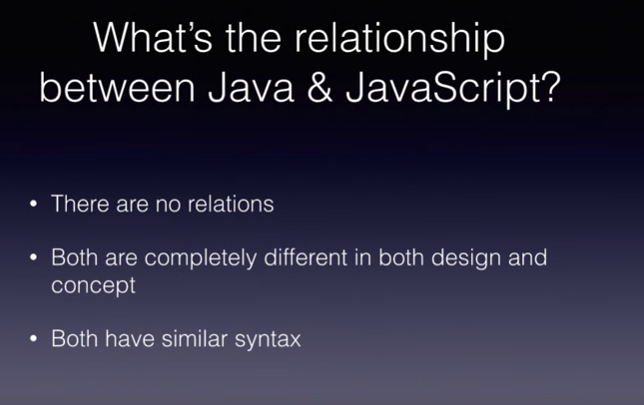 What's the relationship
between Java & JavaScript?
• There are no relations
• Both are completely different in both design and
concept
• Both have similar syntax